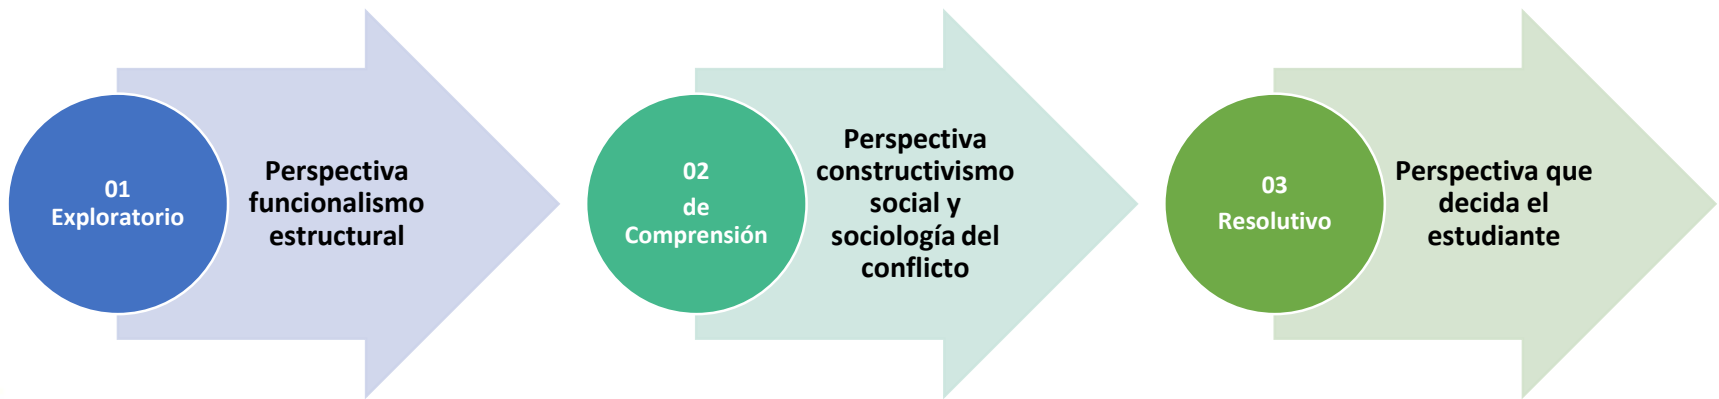 01
Exploratorio
Perspectiva
funcionalismo
estructural
02
de
Comprensión
Perspectiva
constructivismo
social y
sociología del
conflicto
03
Resolutivo
Perspectiva que
decida el
estudiante